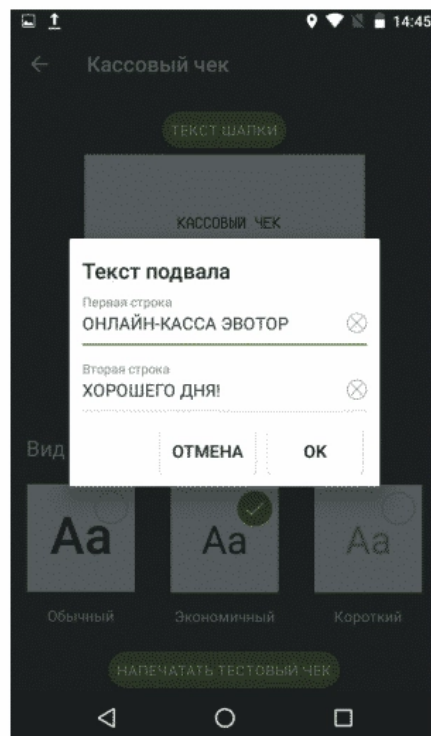 14:45
Кассовый чек
ТЕКСТ ШАПКИ
КАССОВЫЙ ЧЕК
Текст подвала
Первая строка
ОНЛАЙН-КАССА ЭВОТОР
Вторая строка
ХОРОШЕГО ДНЯ!
ОТМЕНА ОК
Вид
Aa Aa Aa
Обычный Экономичный Короткий
НАПЕЧАТАТЬ ТЕСТОВЫЙ ЧЕК